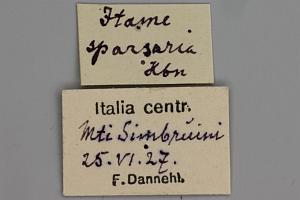 Itame
sparsaria
Hbn
Italia centr.
Mti Simbruini
25.VI.27.
F. Dannehl.